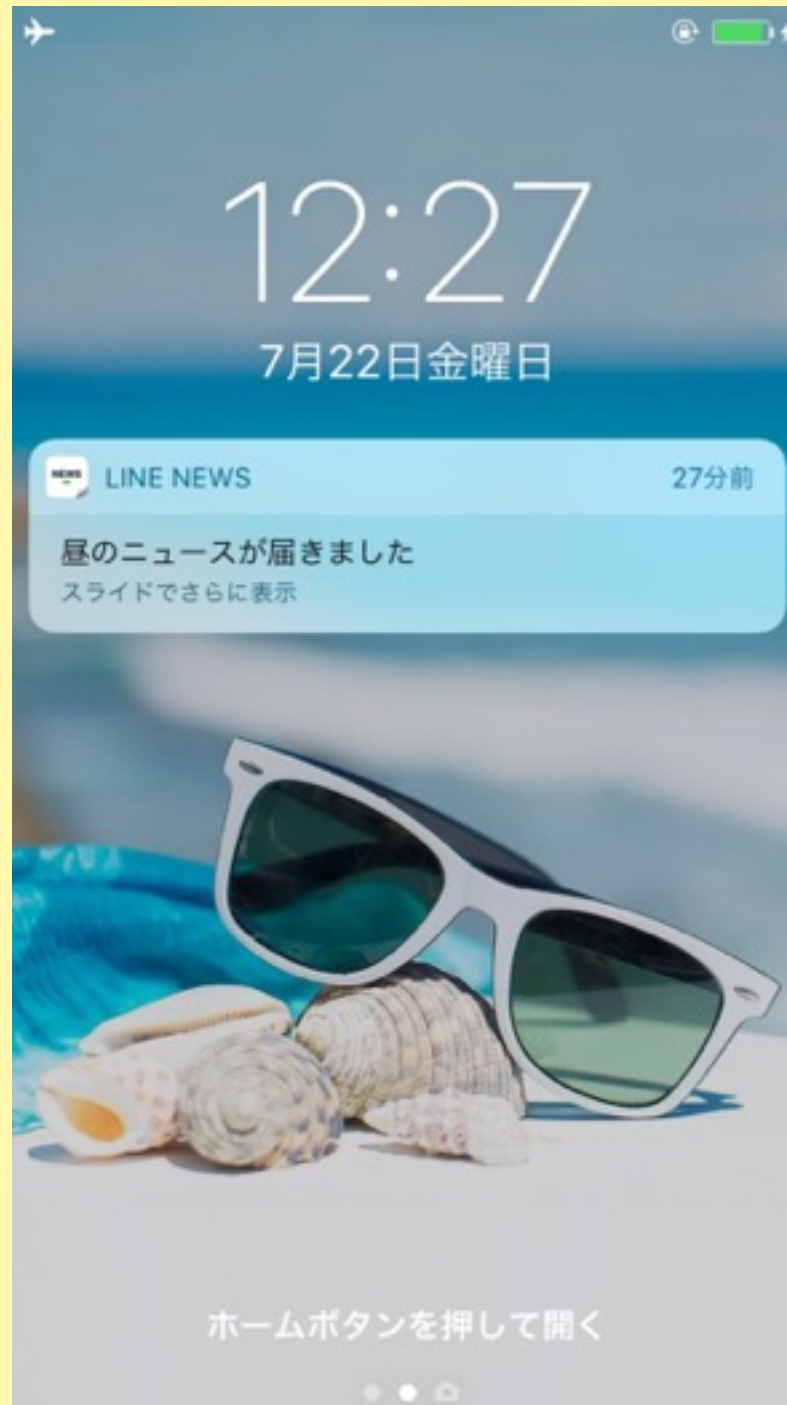 12:27
7月22日金曜日
NEWS
LINE NEWS
27分前
昼のニュースが届きました
スライドでさらに表示
ホームボタンを押して開く